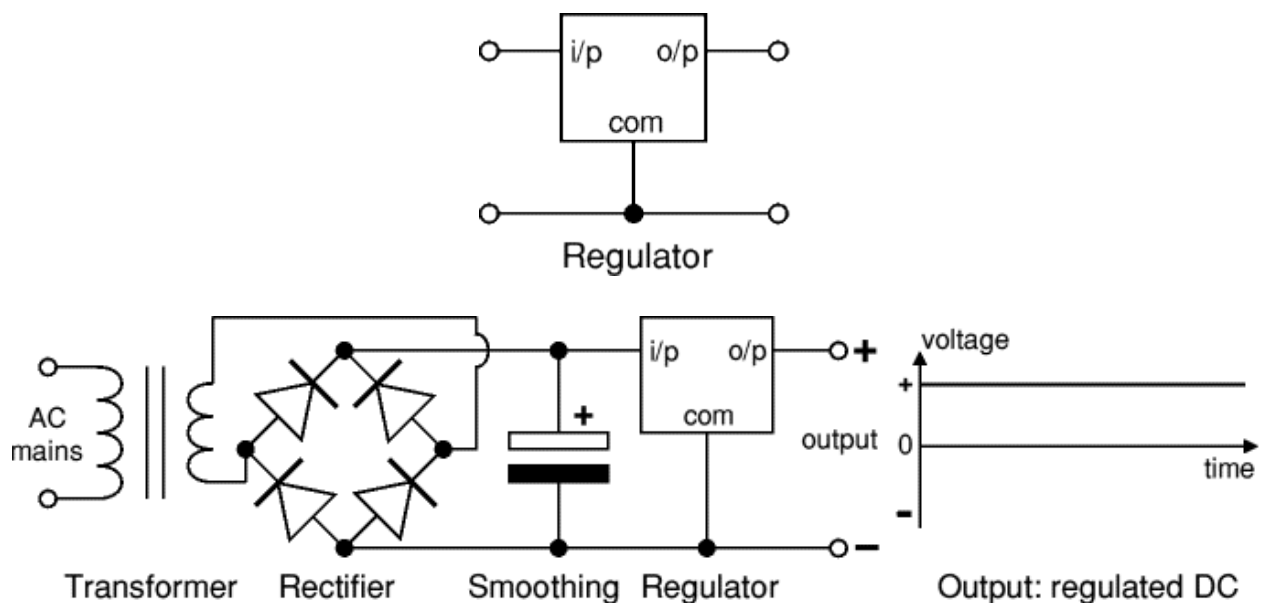 i/p o/p
com
Regulator
AC
mains
+
i/p o/p
com
+
−
voltage
+
output 0
time
−
Transformer Rectifier Smoothing Regulator Output: regulated DC